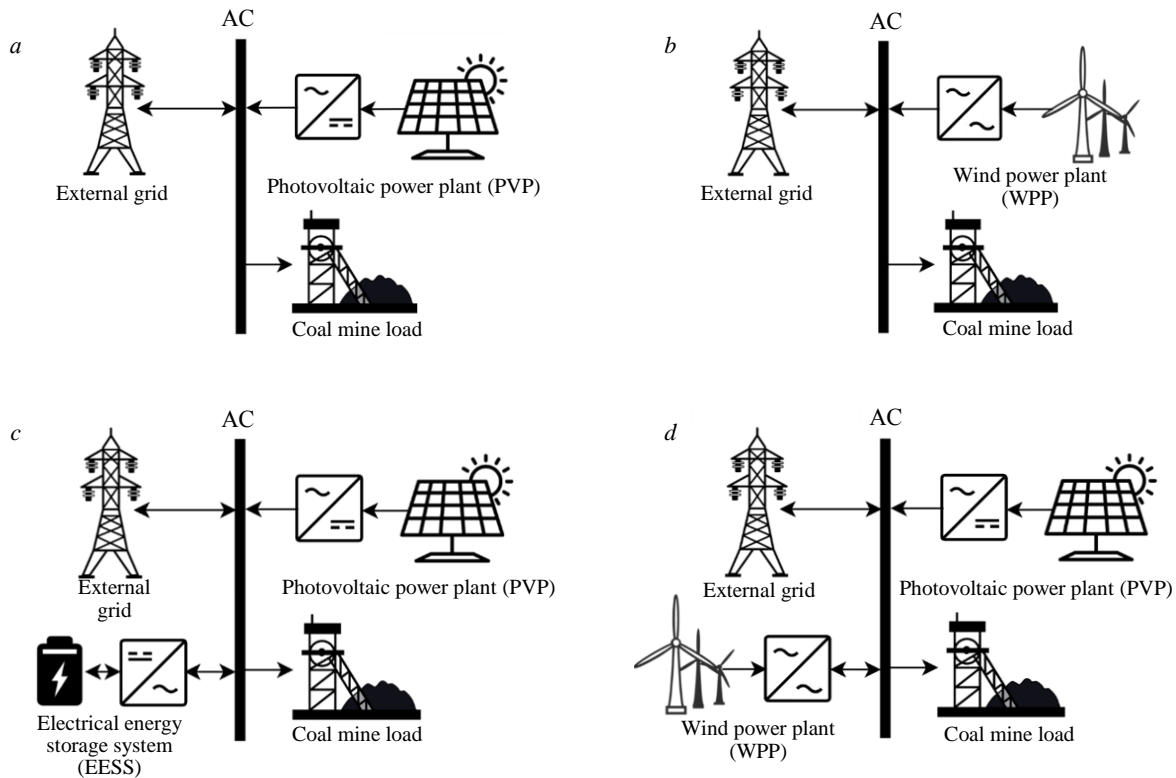 a
AC
External grid
Photovoltaic power plant (PVP)
Coal mine load
b
AC
External grid
Wind power plant
(WPP)
Coal mine load
c
AC
External
grid
Photovoltaic power plant (PVP)
Electrical energy
storage system
(EESS)
Coal mine load
d
AC
External grid
Photovoltaic power plant (PVP)
Wind power plant
(WPP)
Coal mine load